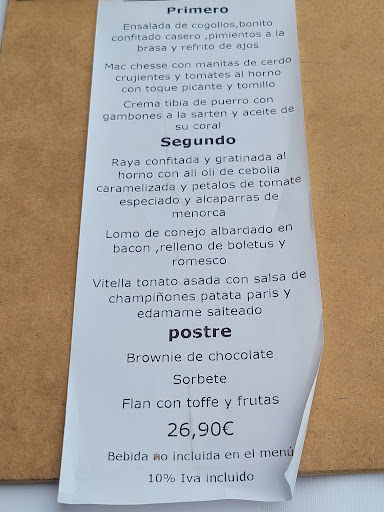 Primero
Ensalada de cogollos,bonito
confitado casero ,pimientos a la
brasa y refrito de ajos
Mac chesse con manitas de cerdo
crujientes y tomates al horno
con toque picante y tomillo
Crema tibia de puerro con
gambones a la sarten y aceite de
su coral
Segundo
Raya confitada y gratinada al
horno con ali oli de cebolla
caramelizada y petalos de tomate
especiado y alcaparras de
menorca
Lomo de conejo albardado en
bacon ,relleno de boletus y
romesco
Vitella tonato asada con salsa de
champiñones patata paris y
edamame salteado
postre
Brownie de chocolate
Sorbete
Flan con toffe y frutas
26,90€
Bebida no incluida en el menú
10% Iva incluido